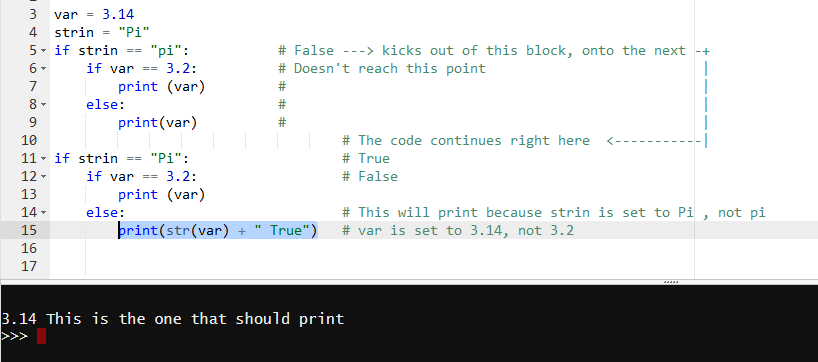 3 var = 3.14
4 strin = "Pi"
5 if strin == "pi": # False ---> kicks out of this block, onto the next -+
6 if var == 3.2: # Doesn't reach this point |
7 print (var) # |
8 else: # |
9 print(var) # |
10 # The code continues right here <-----------|
11 if strin == "Pi": # True
12 if var == 3.2: # False
13 print (var)
14 else: # This will print because strin is set to Pi , not pi
15 print(str(var) + " True") # var is set to 3.14, not 3.2
16
17
3.14 This is the one that should print
>>>